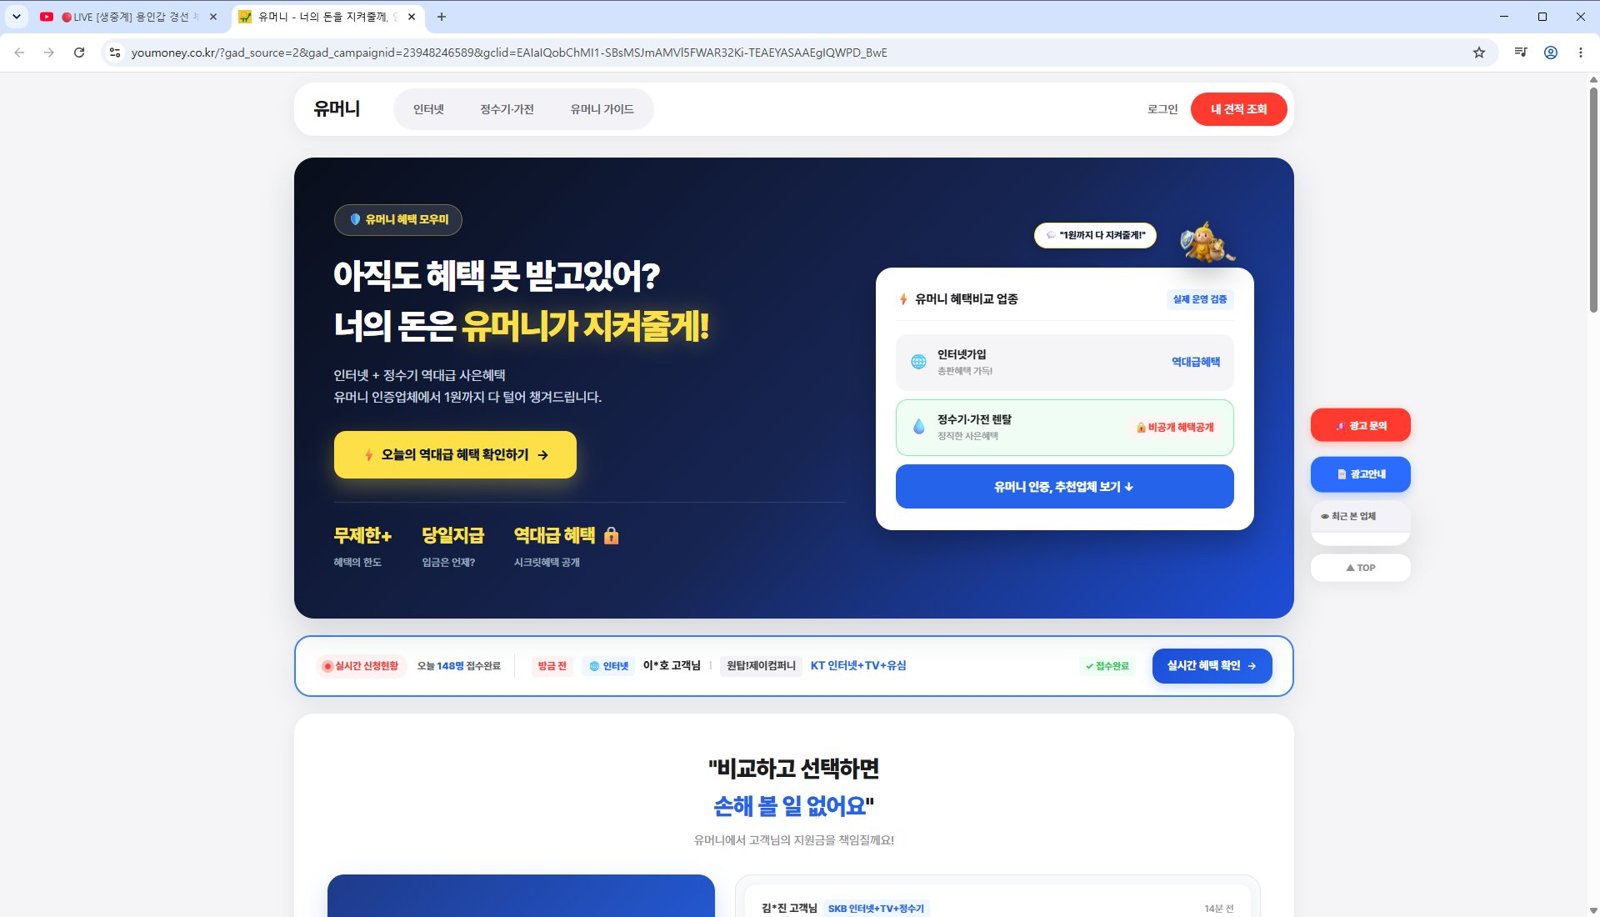 LIVE [생중계] 용인갑 경선
유머니 - 너의 돈을 지켜줄께,
youmoney.co.kr/?gad_source=2&gad_campaignid=23948246589&gclid=EAIaIQobChMI1-SBsMSJmAMVl5FWAR32Ki-TEAEYASAAEgIQWPD_BwE
유머니
인터넷
정수기·가전
유머니 가이드
로그인
내 견적 조회
유머니 혜택 모우미
아직도 혜택 못 받고있어?
너의 돈은 유머니가 지켜줄게!
인터넷 + 정수기 역대급 사은혜택
유머니 인증업체에서 1원까지 다 털어 챙겨드립니다.
오늘의 역대급 혜택 확인하기 →
무제한+
혜택의 한도
당일지급
입금은 언제?
역대급 혜택
시크릿혜택 공개
"1원까지 다 지켜줄게!"
유머니 혜택비교 업종
실제 운영 검증
인터넷가입
총판혜택 가득!
역대급혜택
정수기·가전 렌탈
정직한 사은혜택
비공개 혜택공개
유머니 인증, 추천업체 보기 ↓
광고 문의
광고안내
최근 본 업체
▲ TOP
실시간 신청현황
오늘 148명 접수완료
방금 전
인터넷
이*호 고객님
원탑!제이컴퍼니
KT 인터넷+TV+유심
✓ 접수완료
실시간 혜택 확인 →
"비교하고 선택하면
손해 볼 일 없어요"
유머니에서 고객님의 지원금을 책임질께요!
김*진 고객님
SKB 인터넷+TV+정수기
14분 전